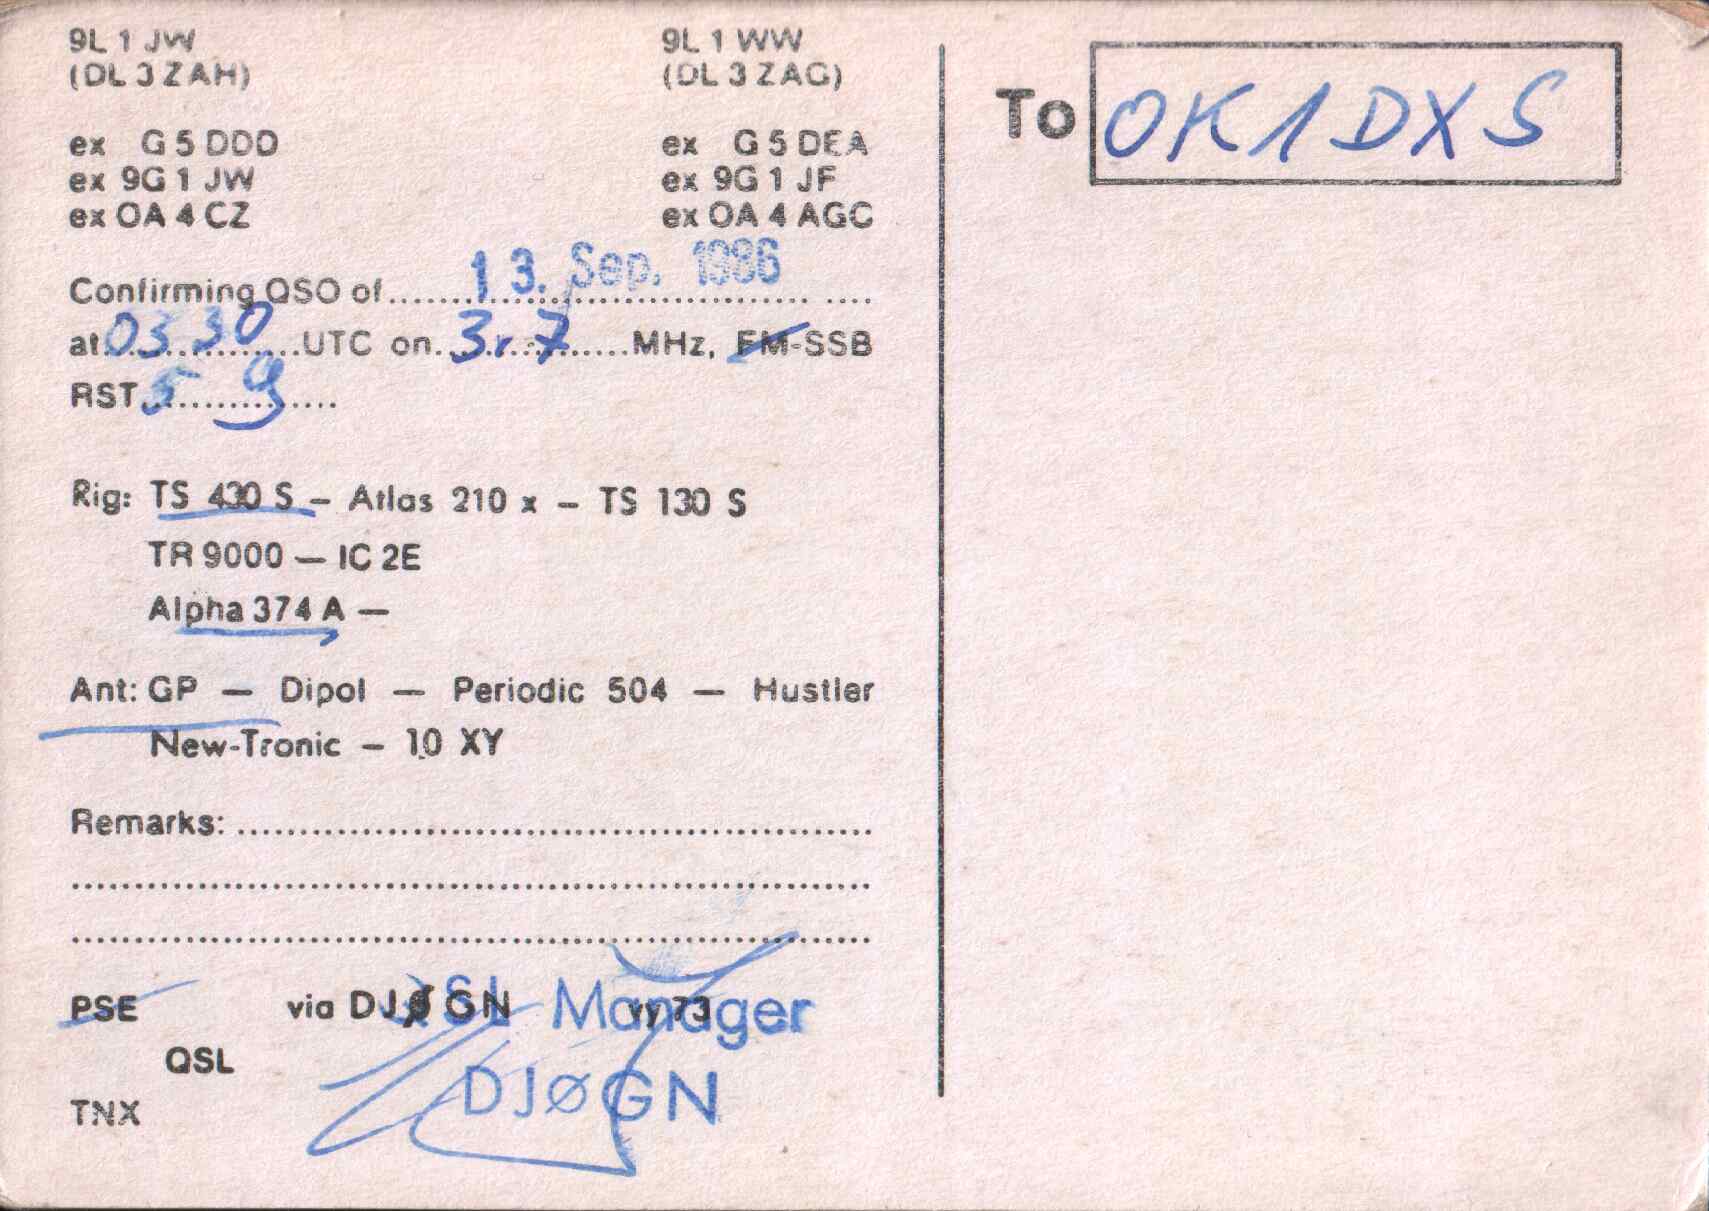 9L 1 JW 9L 1 WW
(DL 3 ZAH) (DL 3 ZAG)
ex G 5 DDD ex G 5 DEA
ex 9G 1 JW ex 9G 1 JF
ex OA 4 CZ ex OA 4 AGC
Confirming QSO of 13. Sep. 1986
at 03 30 UTC on 3,7 MHz, FM-SSB
RST 5 9
Rig: TS 430 S – Atlas 210 x – TS 130 S
TR 9000 — IC 2E
Alpha 374 A —
Ant: GP — Dipol — Periodic 504 — Hustler
New-Tronic – 10 XY
Remarks:
PSE via DJØGN vy 73
QSL Manager
QSL
DJØGN
TNX
To OK1DXS